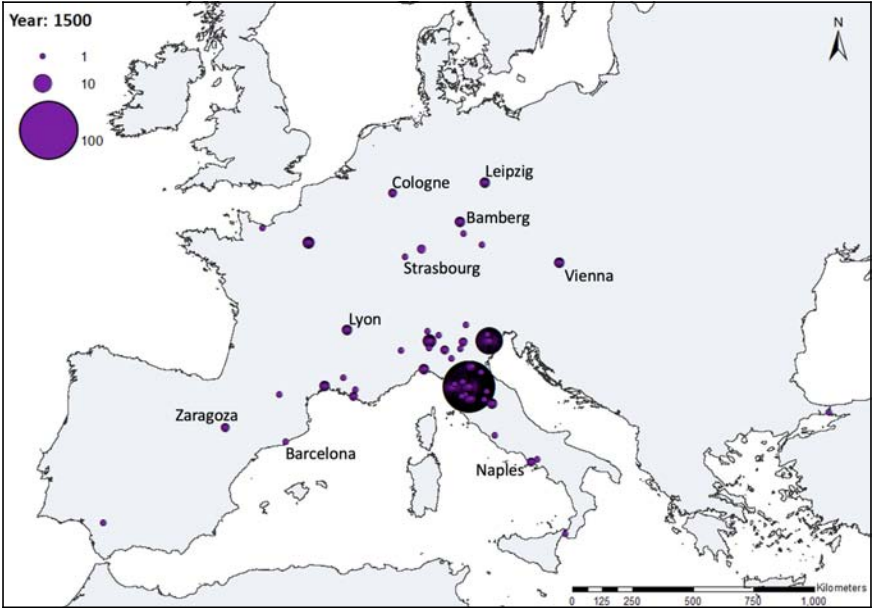 Year: 1500
1
10
100
N
Cologne
Leipzig
Bamberg
Strasbourg
Vienna
Lyon
Zaragoza
Barcelona
Naples
Kilometers
0 125 250 500 750 1,000